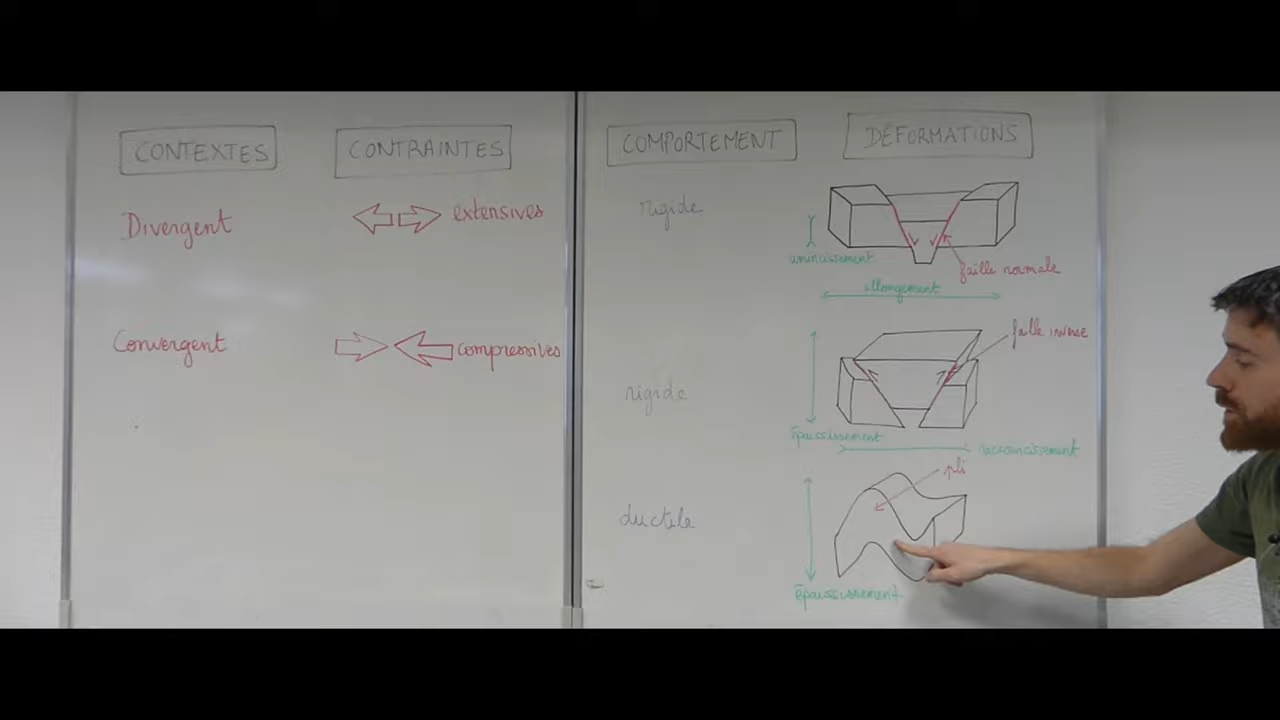 CONTEXTES
CONTRAINTES
COMPORTEMENT
DÉFORMATIONS
Divergent
extensives
rigide
amincissement
faille normale
allongement
Convergent
compressives
rigide
faille inverse
Épaississement
raccourcissement
ductile
pli
Épaississement